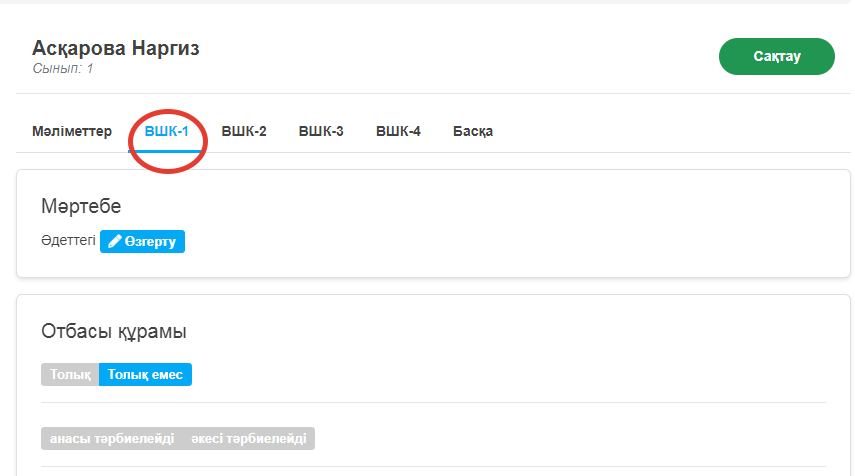 Асқарова Наргиз
Сынып: 1
Сақтау
Мәліметтер ВШК-1 ВШК-2 ВШК-3 ВШК-4 Басқа
Мәртебе
Әдеттегі Өзгерту
Отбасы құрамы
Толық Толық емес
анасы тәрбиелейді әкесі тәрбиелейді